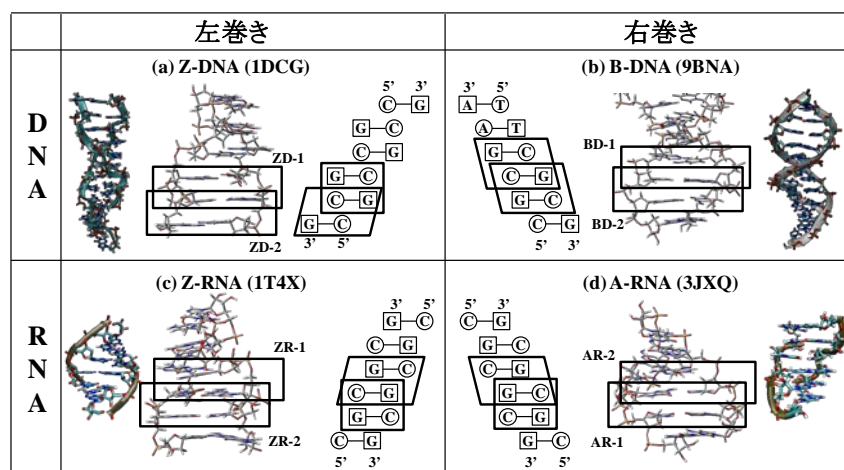 左巻き
右巻き
D
N
A
(a) Z-DNA (1DCG)
ZD-1
ZD-2
5’ 3’
C G
G C
C G
G C
C G
G C
3’ 5’
(b) B-DNA (9BNA)
3’ 5’
A T
A T
G C
C G
G C
C G
5’ 3’
BD-1
BD-2
R
N
A
(c) Z-RNA (1T4X)
ZR-1
ZR-2
3’ 5’
G C
C G
G C
C G
G C
C G
5’ 3’
(d) A-RNA (3JXQ)
5’ 3’
C G
G C
C G
G C
C G
G C
3’ 5’
AR-2
AR-1